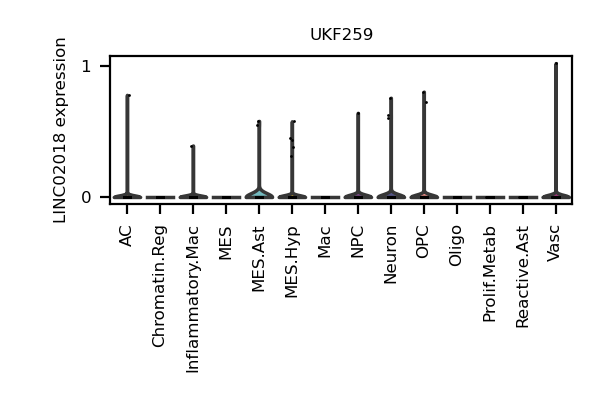 UKF259
LINC02018 expression
1
0
AC
Chromatin.Reg
Inflammatory.Mac
MES
MES.Ast
MES.Hyp
Mac
NPC
Neuron
OPC
Oligo
Prolif.Metab
Reactive.Ast
Vasc